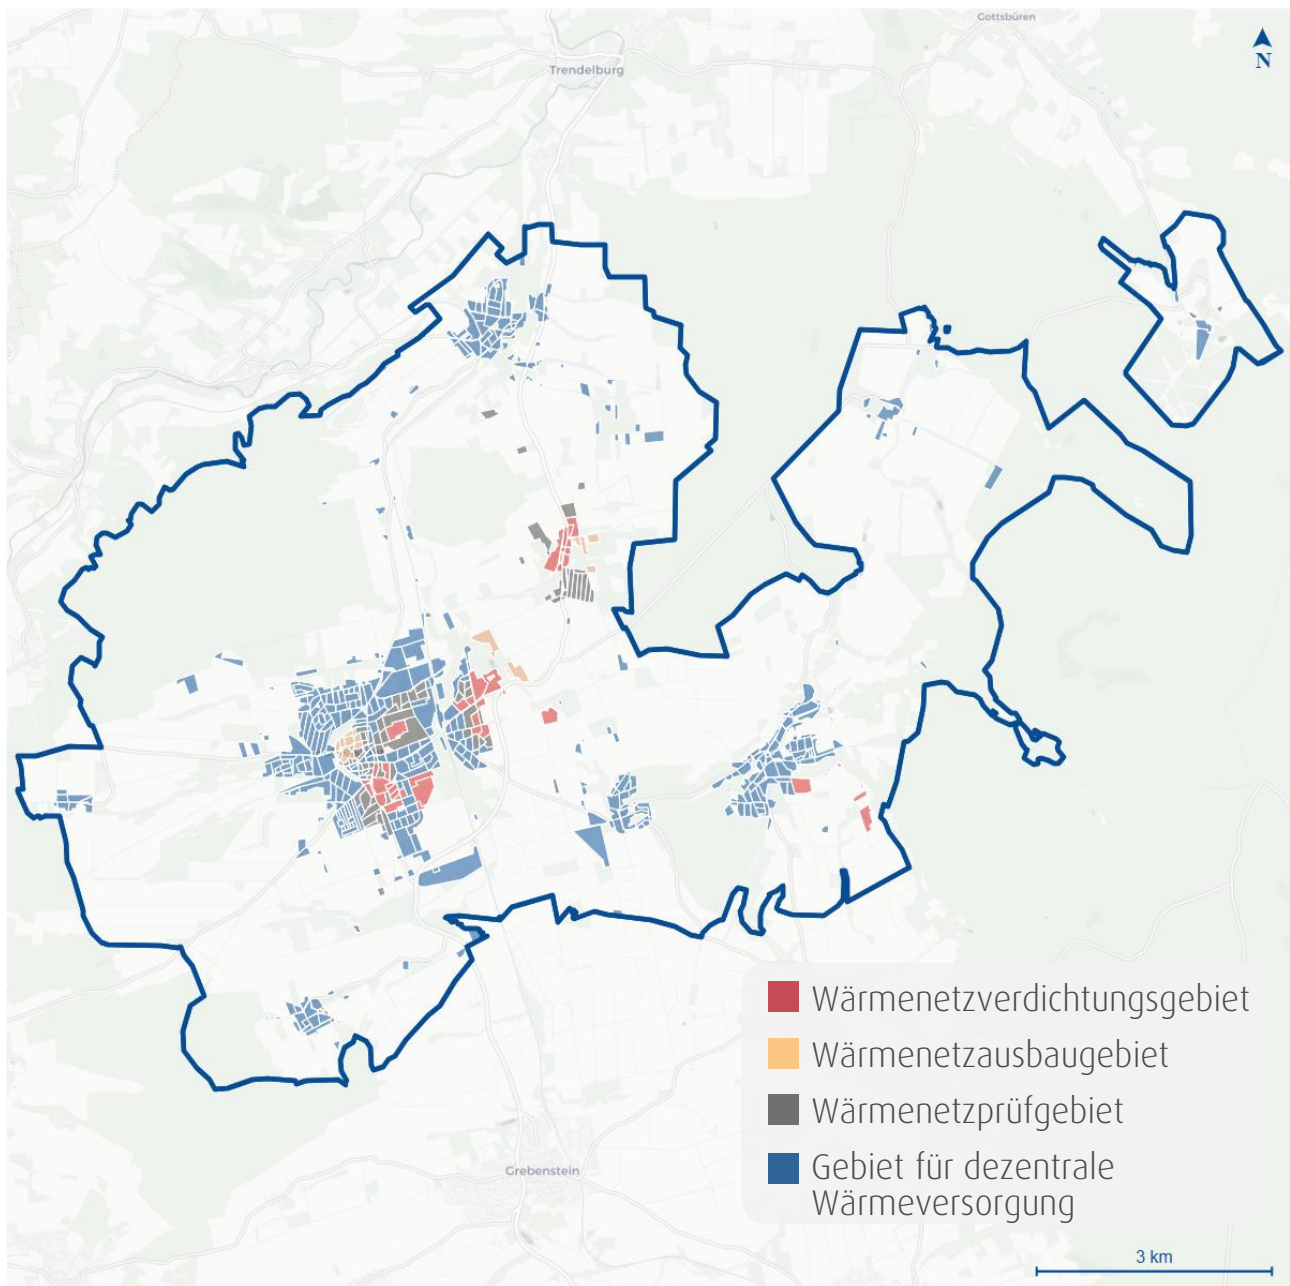 Gottsbüren
N
Trendelburg
Wärmenetzverdichtungsgebiet
Wärmenetzausbaugebiet
Wärmenetzprüfgebiet
Gebiet für dezentrale
Wärmeversorgung
Grebenstein
3 km